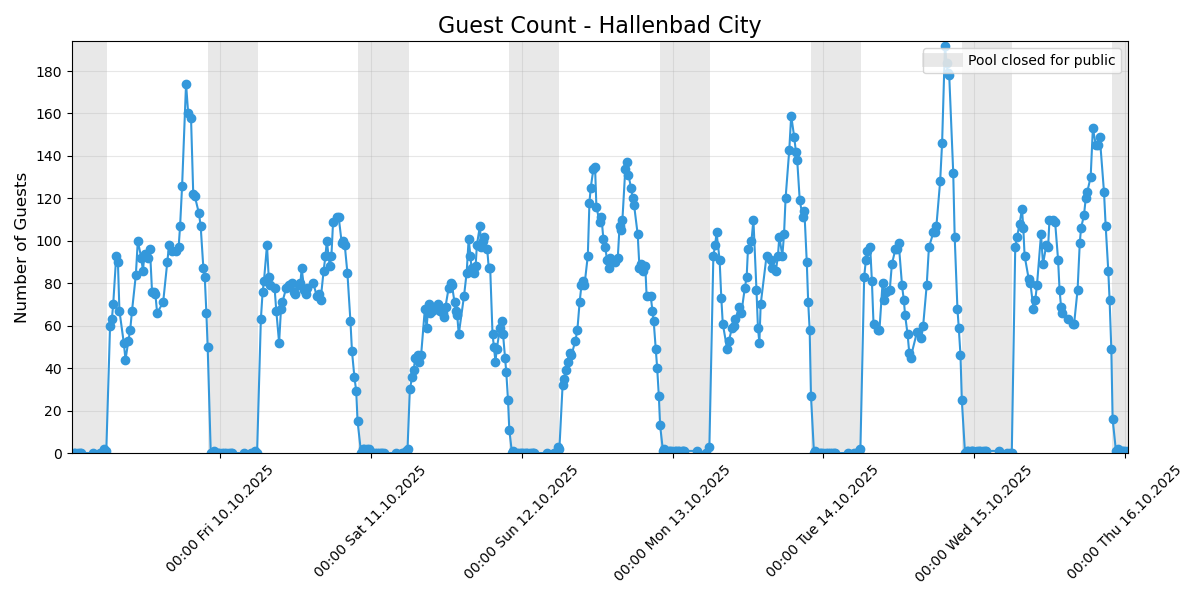 Guest Count - Hallenbad City
Pool closed for public
Number of Guests
180
160
140
120
100
80
60
40
20
0
00:00 Fri 10.10.2025
00:00 Sat 11.10.2025
00:00 Sun 12.10.2025
00:00 Mon 13.10.2025
00:00 Tue 14.10.2025
00:00 Wed 15.10.2025
00:00 Thu 16.10.2025